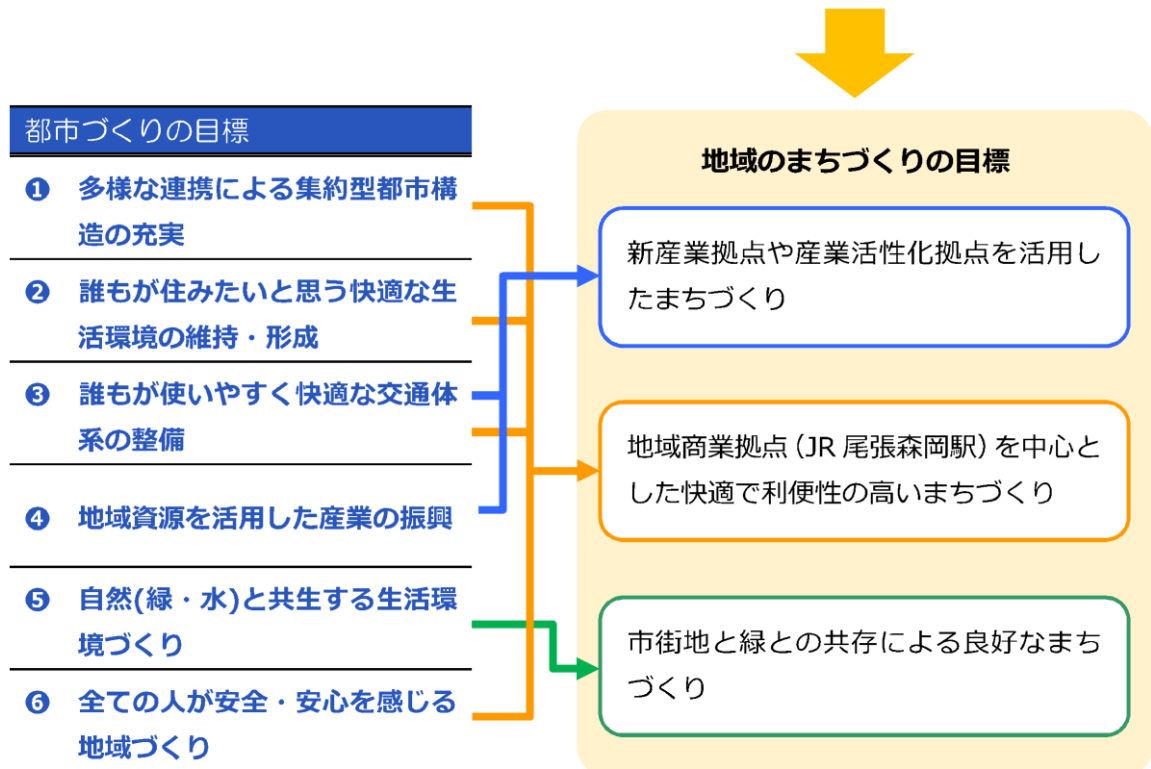 都市づくりの目標
❶ 多様な連携による集約型都市構
造の充実
❷ 誰もが住みたいと思う快適な生
活環境の維持・形成
❸ 誰もが使いやすく快適な交通体
系の整備
❹ 地域資源を活用した産業の振興
❺ 自然(緑・水)と共生する生活環
境づくり
❻ 全ての人が安全・安心を感じる
地域づくり
地域のまちづくりの目標
新産業拠点や産業活性化拠点を活用し
たまちづくり
地域商業拠点（JR 尾張森岡駅）を中心と
した快適で利便性の高いまちづくり
市街地と緑との共存による良好なまち
づくり